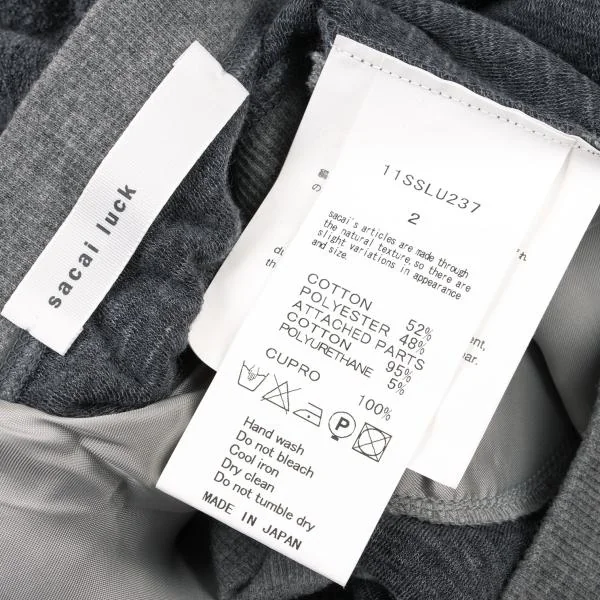 sacai luck
の
11SSLU237
2
sacai's articles are made through
the natural texture, so there are
slight variations in appearance
and size.
COTTON 52%
POLYESTER 48%
ATTACHED PARTS
COTTON 95%
POLYURETHANE 5%
CUPRO 100%
P
Hand wash
Do not bleach
Cool iron
Dry clean
Do not tumble dry
MADE IN JAPAN